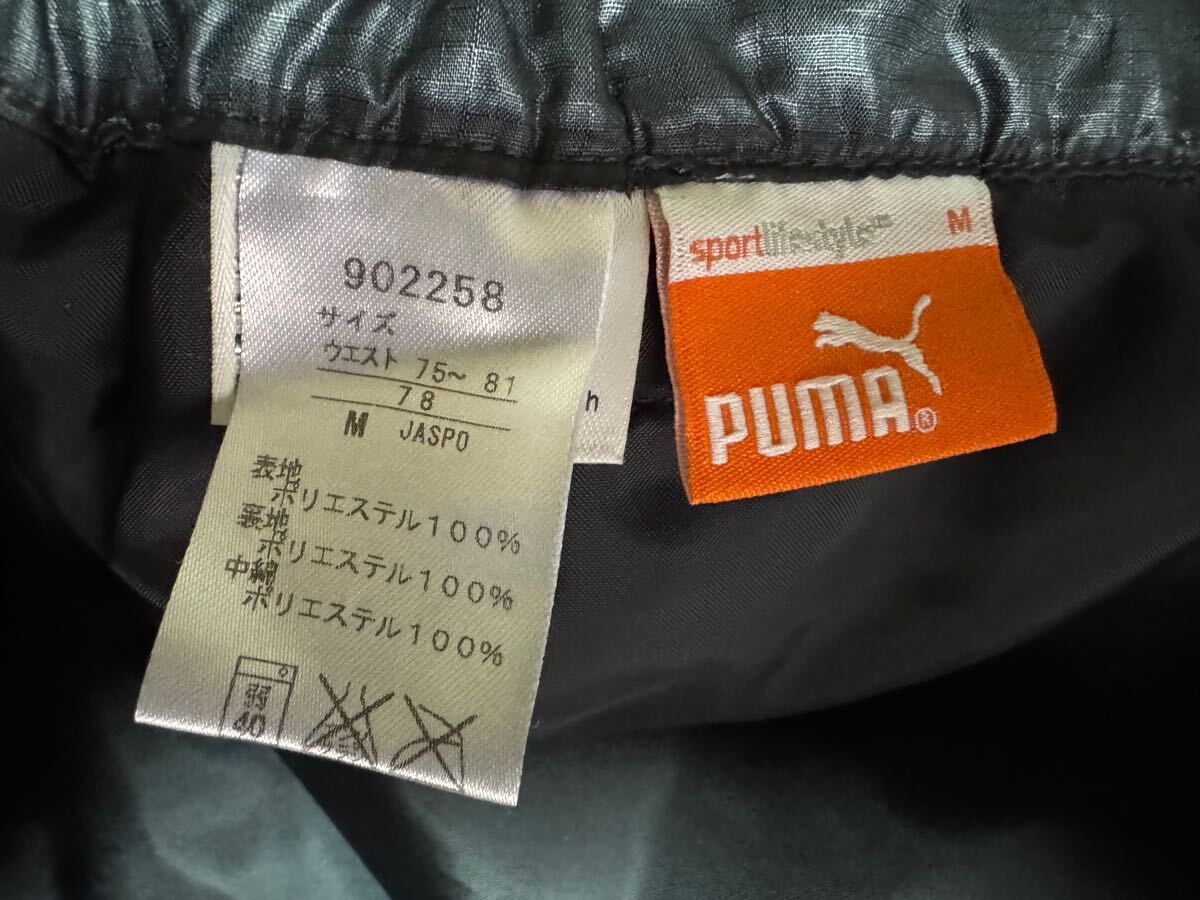 902258
サイズ
ウエスト 75～ 81
78
M JASPO
表地
ポリエステル100%
裏地
ポリエステル100%
中綿
ポリエステル100%
弱
40
h
sportlifestyle
M
PUMA®